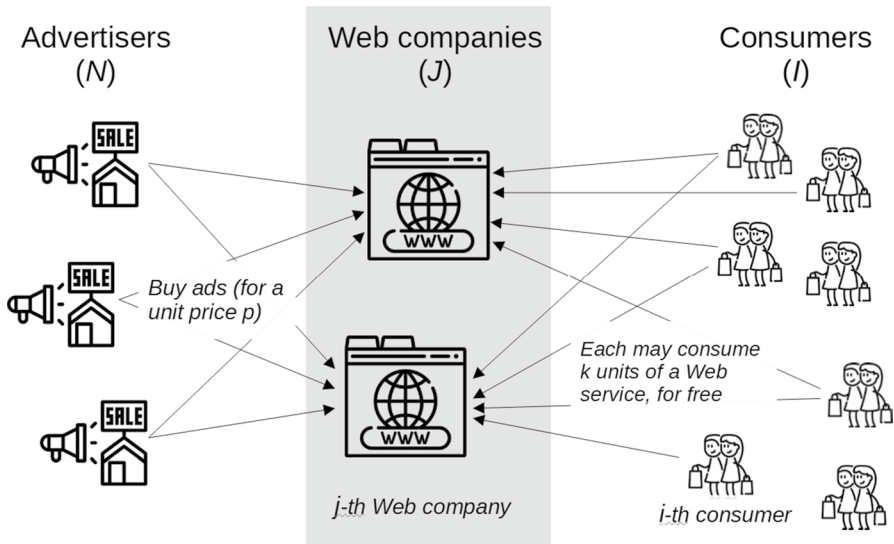 Advertisers
(N)
Web companies
(J)
Consumers
(I)
SALE
SALE
SALE
Buy ads (for a
unit price p)
WWW
WWW
Each may consume
k units of a Web
service, for free
j-th Web company
i-th consumer